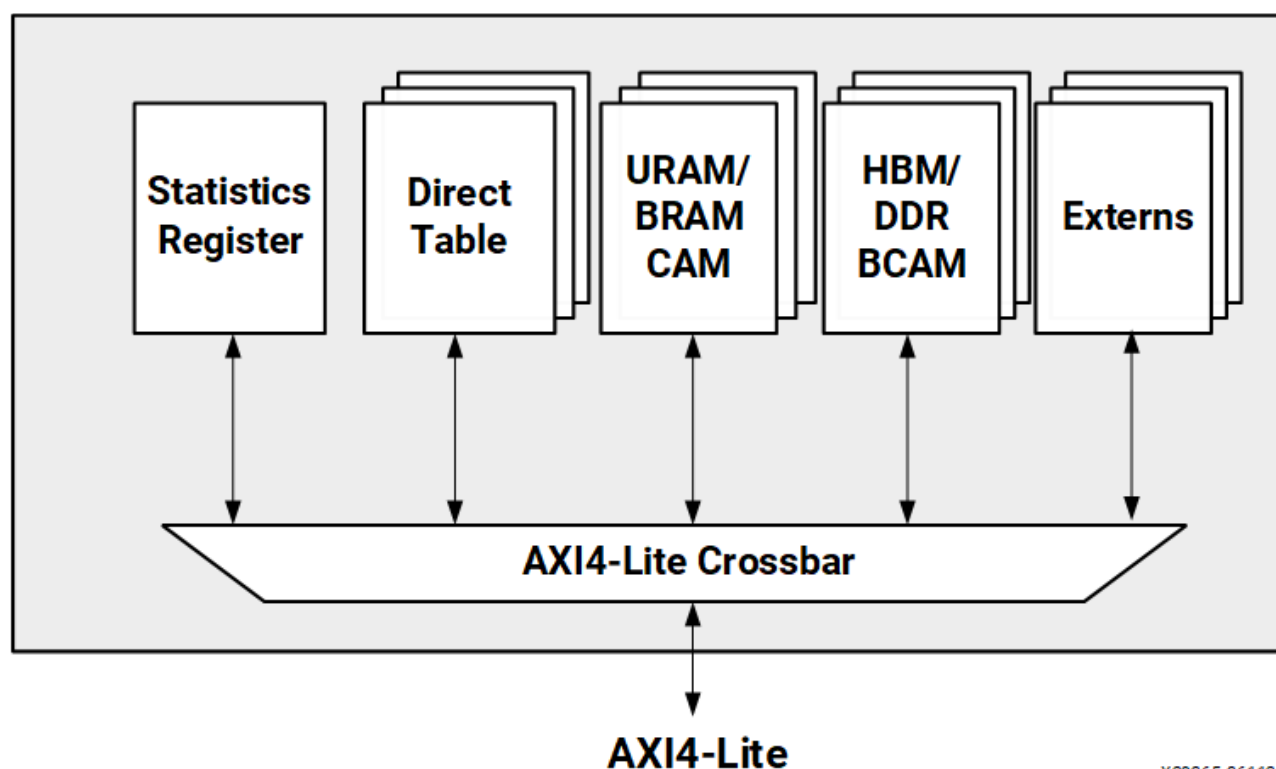 Statistics
Register
Direct
Table
URAM/
BRAM
CAM
HBM/
DDR
BCAM
Externs
AXI4-Lite Crossbar
AXI4-Lite